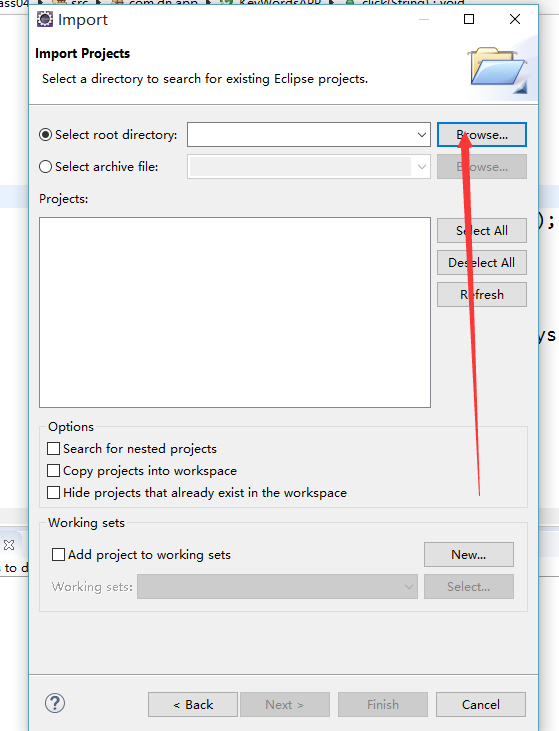 ass04
src
com.dn.app
KeyWordsAPP
click(String) : void
Import
Import Projects
Select a directory to search for existing Eclipse projects.
Select root directory:
Browse...
Select archive file:
Browse...
Projects:
);
Select All
Deselect All
Refresh
ys
Options
Search for nested projects
Copy projects into workspace
Hide projects that already exist in the workspace
Working sets
s to d
Add project to working sets
New...
Working sets:
Select...
?
< Back
Next >
Finish
Cancel